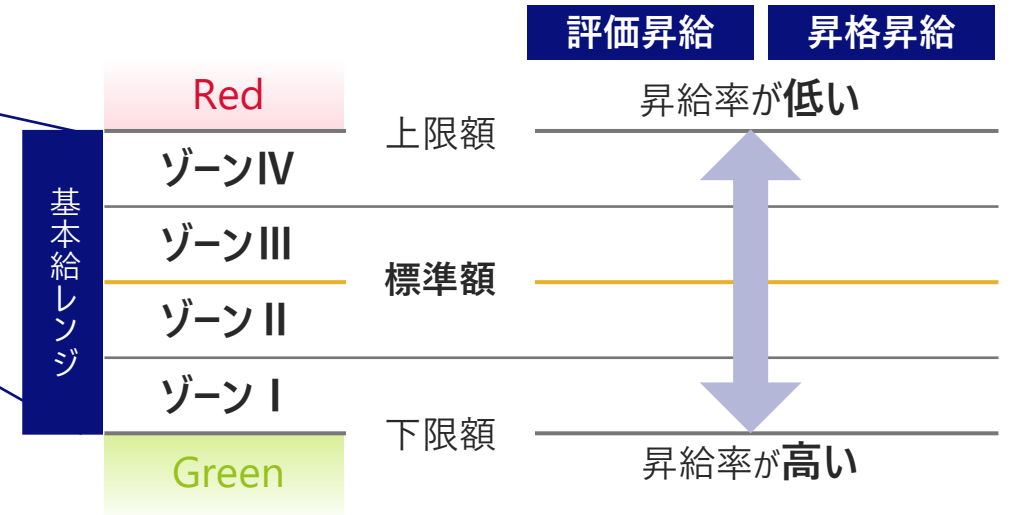 評価昇給
昇格昇給
Red
昇給率が低い
上限額
ゾーンⅣ
基本給レンジ
ゾーンⅢ
標準額
ゾーンⅡ
ゾーンⅠ
下限額
Green
昇給率が高い